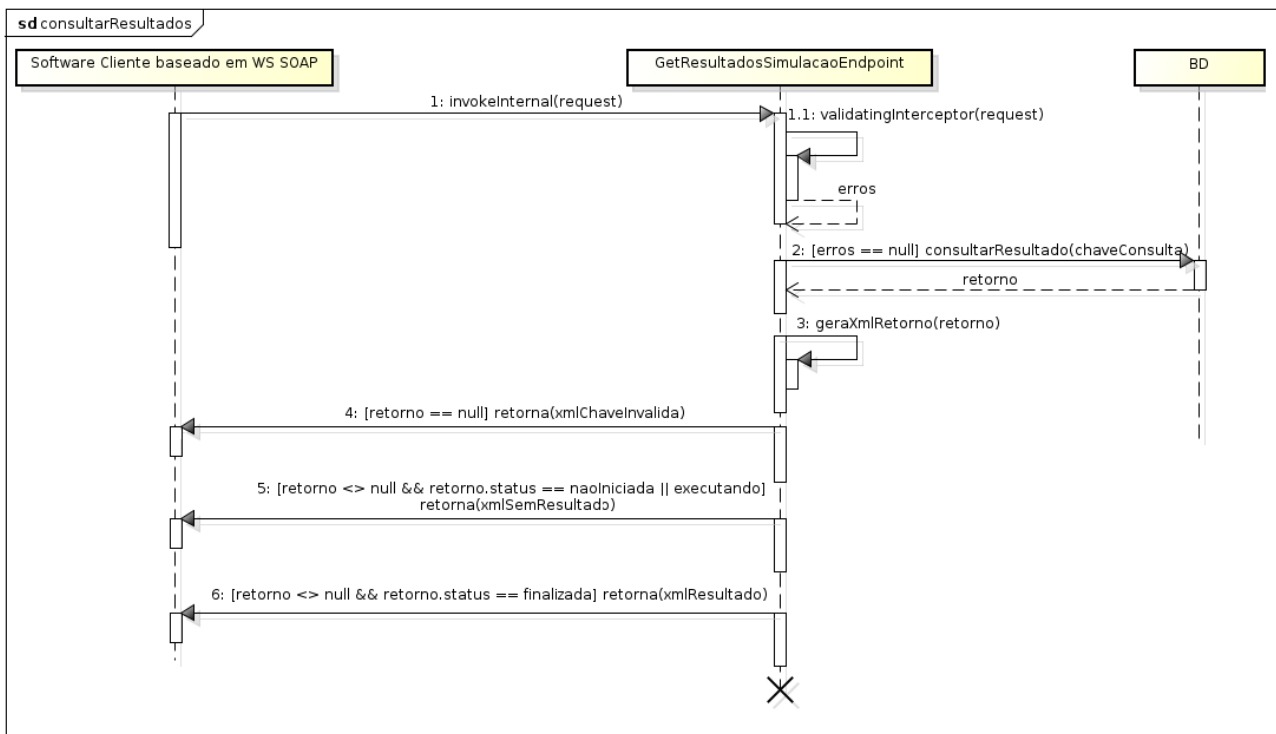 sd consultarResultados
Software Cliente baseado em WS SOAP
GetResultadosSimulacaoEndpoint
BD
1: invokeInternal(request)
1.1: validatingInterceptor(request)
erros
2: [erros == null] consultarResultado(chaveConsulta)
retorno
3: geraXmlRetorno(retorno)
4: [retorno == null] retorna(xmlChaveInvalida)
5: [retorno <> null && retorno.status == naoIniciada || executando]
retorna(xmlSemResultado)
6: [retorno <> null && retorno.status == finalizada] retorna(xmlResultado)